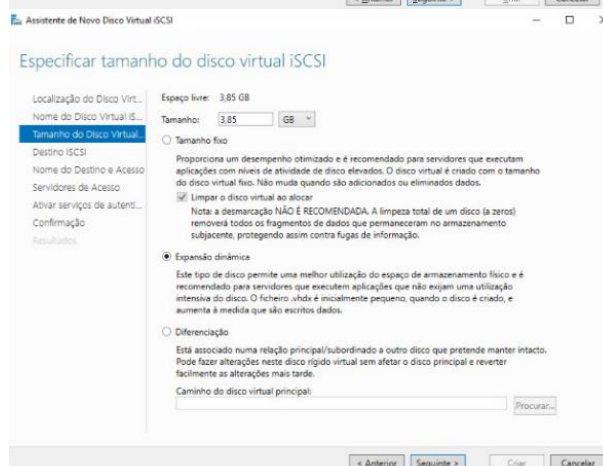 Assistente de Novo Disco Virtual iSCSI
Especificar tamanho do disco virtual iSCSI
Localização do Disco Virt...
Nome do Disco Virtual iS...
Tamanho do Disco Virtual...
Destino iSCSI
Nome do Destino e Acesso
Servidores de Acesso
Ativar serviços de autenti...
Confirmação
Resultados
Espaço livre: 3,85 GB
Tamanho: 3,85 GB
Tamanho fixo
Proporciona um desempenho otimizado e é recomendado para servidores que executam
aplicações com níveis de atividade de disco elevados. O disco virtual é criado com o tamanho
do disco virtual fixo. Não muda quando são adicionados ou eliminados dados.
Limpar o disco virtual ao alocar
Nota: a desmarcação NÃO É RECOMENDADA. A limpeza total de um disco (a zeros)
removerá todos os fragmentos de dados que permaneceram no armazenamento
subjacente, protegendo assim contra fugas de informação.
Expansão dinâmica
Este tipo de disco permite uma melhor utilização do espaço de armazenamento físico e é
recomendado para servidores que executem aplicações que não exijam uma utilização
intensiva do disco. O ficheiro .vhdx é inicialmente pequeno, quando o disco é criado, e
aumenta à medida que são escritos dados.
Diferenciação
Está associado numa relação principal/subordinado a outro disco que pretende manter intacto.
Pode fazer alterações neste disco rígido virtual sem afetar o disco principal e reverter
facilmente as alterações mais tarde.
Caminho do disco virtual principal:
Procurar...
< Anterior Seguinte > Criar Cancelar